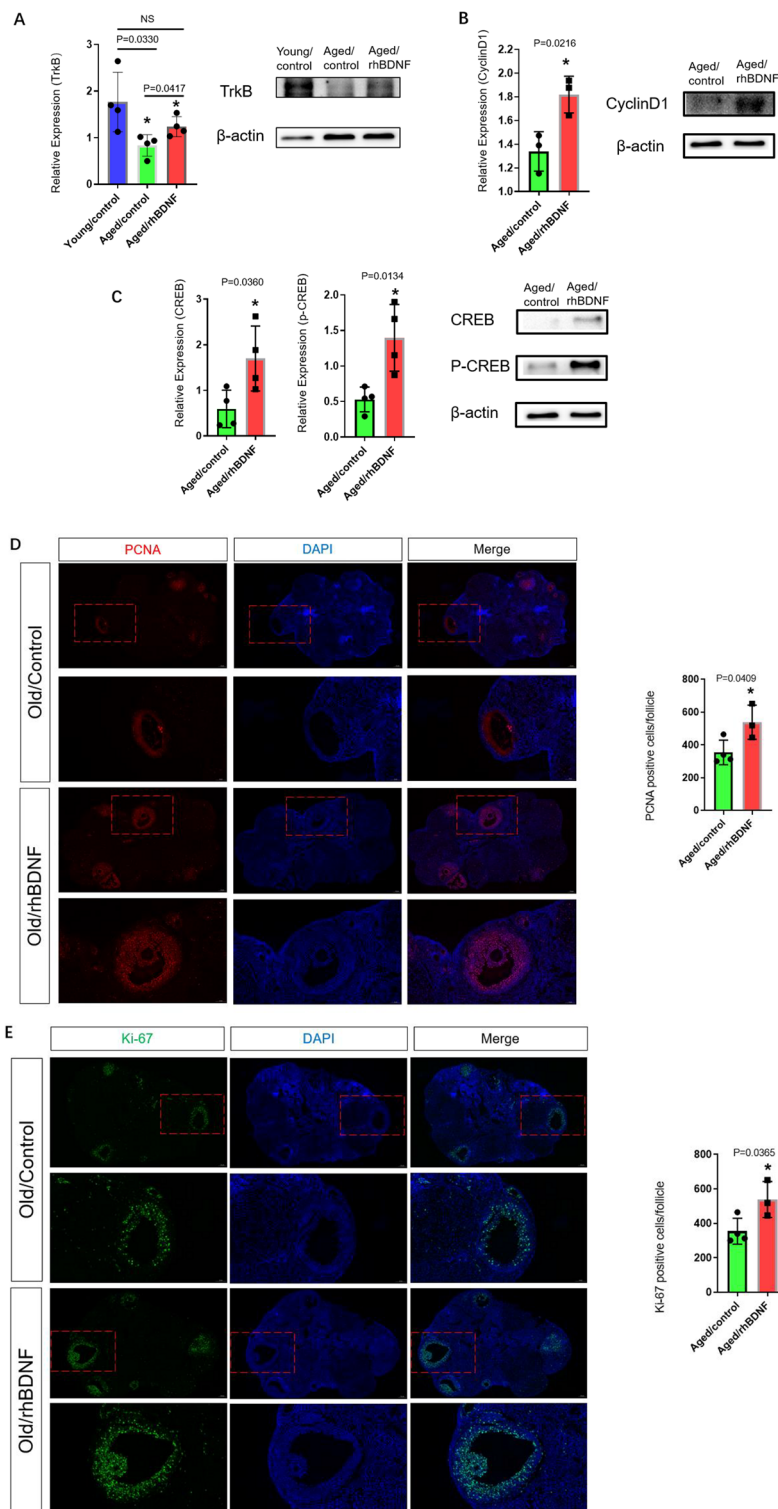 A
NS
P=0.0330
P=0.0417
*
*
Relative Expression (TrkB)
3
2
1
0
Young/control
Aged/control
Aged/rhBDNF
Young/
control
Aged/
control
Aged/
rhBDNF
TrkB
β-actin
B
P=0.0216
*
Relative Expression (CyclinD1)
2.2
2.0
1.8
1.6
1.4
1.2
1.0
Aged/control
Aged/rhBDNF
Aged/
control
Aged/
rhBDNF
CyclinD1
β-actin
C
P=0.0360
*
Relative Expression (CREB)
3
2
1
0
Aged/control
Aged/rhBDNF
P=0.0134
*
Relative Expression (p-CREB)
2.0
1.5
1.0
0.5
0.0
Aged/control
Aged/rhBDNF
Aged/
control
Aged/
rhBDNF
CREB
P-CREB
β-actin
D
PCNA
DAPI
Merge
Old/Control
Old/rhBDNF
P=0.0409
*
PCNA positive cells/follicle
800
600
400
200
0
Aged/control
Aged/rhBDNF
E
Ki-67
DAPI
Merge
Old/Control
Old/rhBDNF
P=0.0365
*
Ki-67 positive cells/follicle
800
600
400
200
0
Aged/control
Aged/rhBDNF